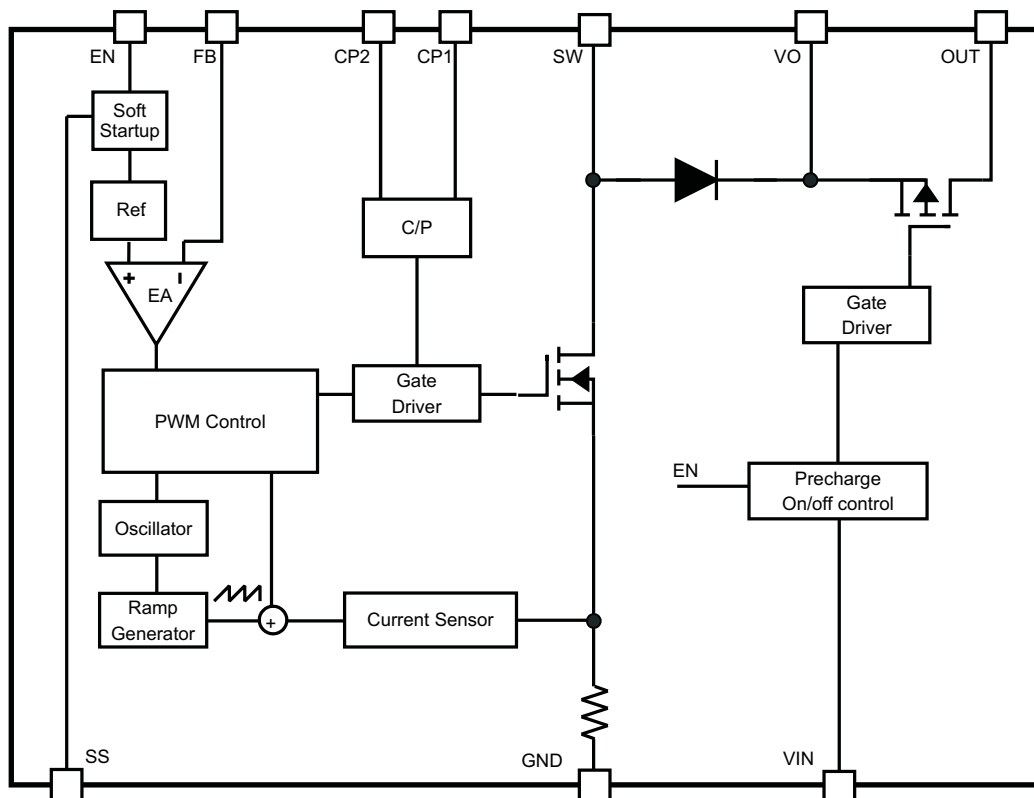 EN
FB
CP2
CP1
SW
VO
OUT
Soft
Startup
Ref
C/P
+
−
EA
Gate
Driver
Gate
Driver
PWM Control
EN
Precharge
On/off control
Oscillator
Ramp
Generator
+
Current Sensor
SS
GND
VIN